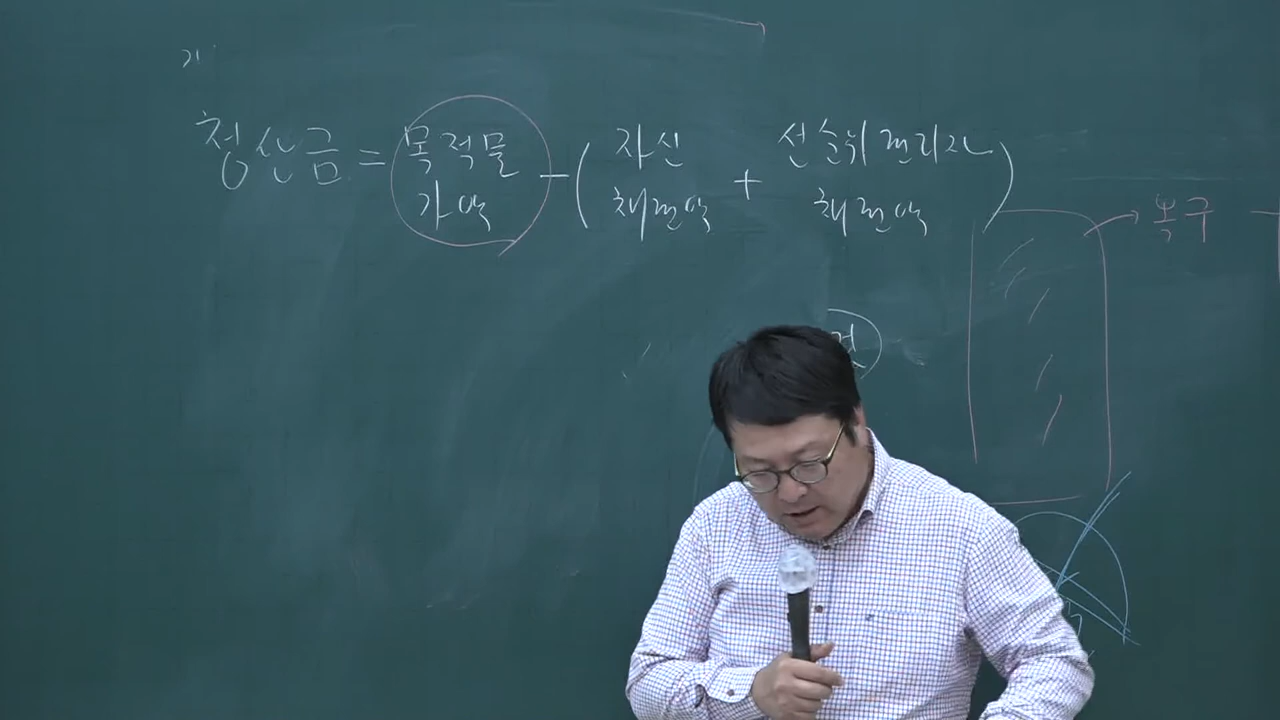 청산금 = 목적물 가액 - ( 자신 채권액 + 선순위권리자 채권액 )
복구